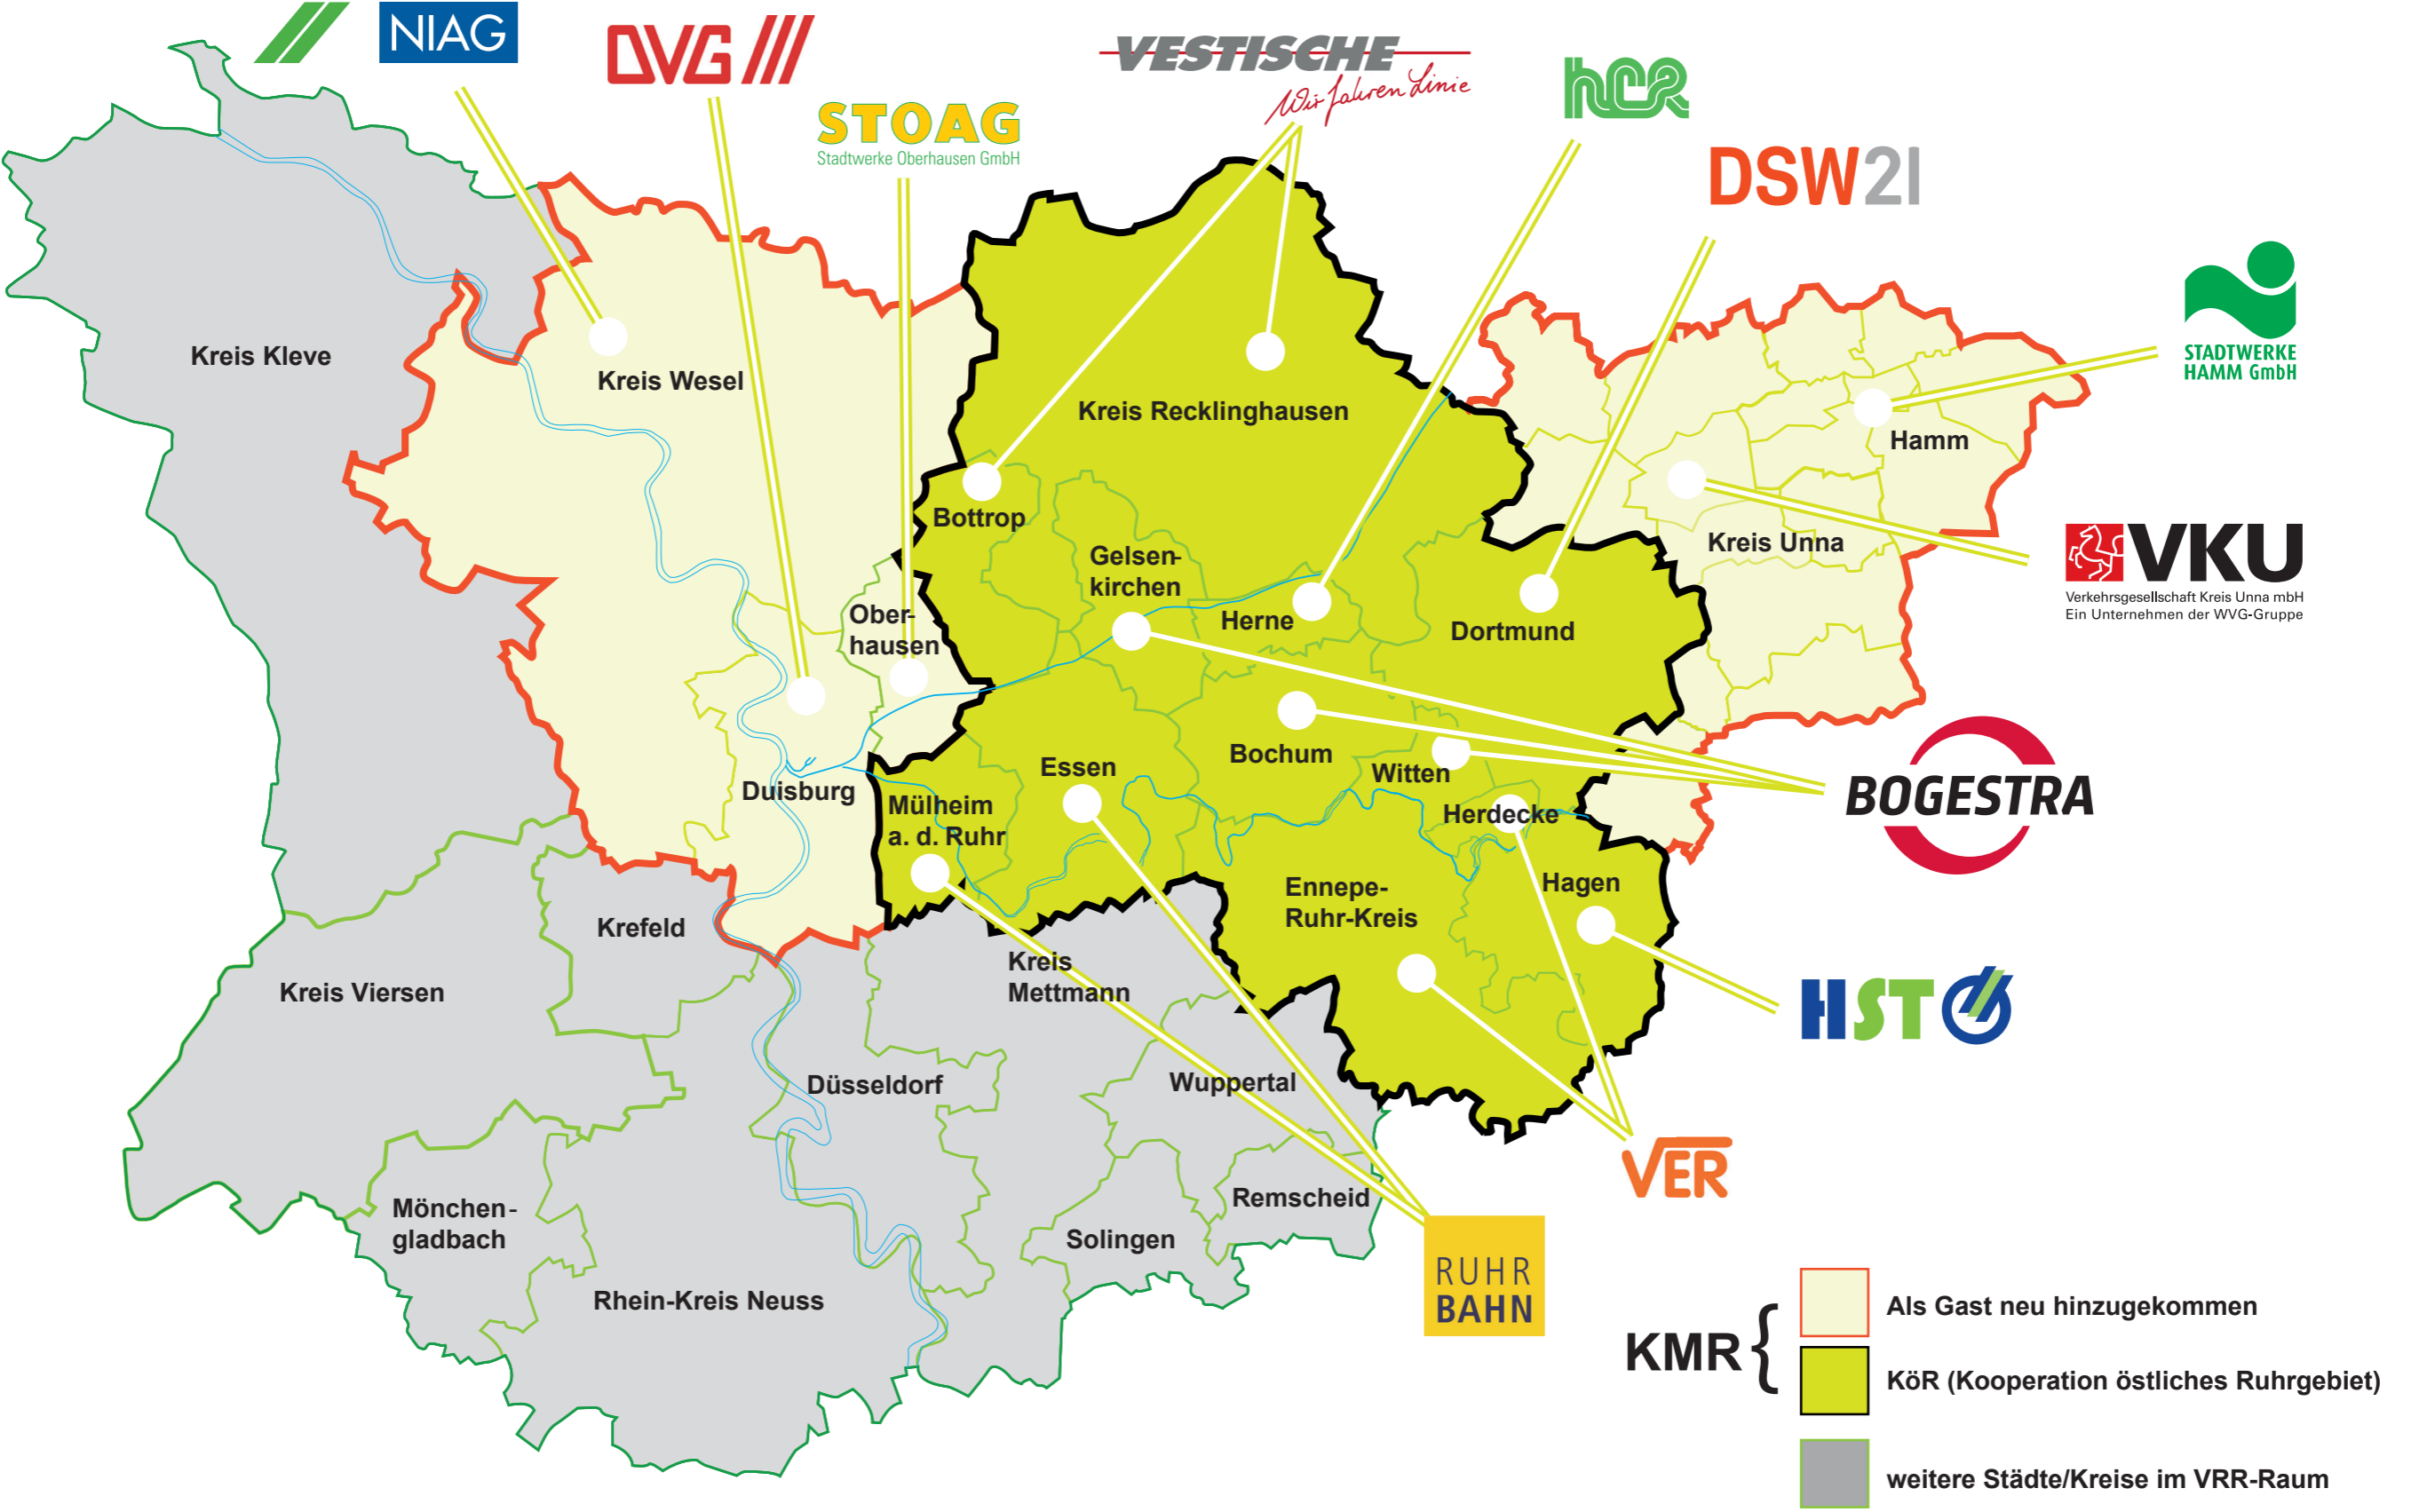 NIAG
DVG
STOAG
Stadtwerke Oberhausen GmbH
VESTISCHE
Wir fahren Linie
hCR
DSW21
STADTWERKE
HAMM GmbH
VKU
Verkehrsgesellschaft Kreis Unna mbH
Ein Unternehmen der WVG-Gruppe
BOGESTRA
HST
VER
RUHR
BAHN
Kreis Kleve
Kreis Wesel
Kreis Recklinghausen
Hamm
Bottrop
Kreis Unna
Gelsen-
kirchen
Ober-
hausen
Herne
Dortmund
Bochum
Witten
Essen
Duisburg
Mülheim
a. d. Ruhr
Herdecke
Hagen
Ennepe-
Ruhr-Kreis
Krefeld
Kreis
Mettmann
Kreis Viersen
Düsseldorf
Wuppertal
Mönchen-
gladbach
Remscheid
Solingen
Rhein-Kreis Neuss
KMR {
Als Gast neu hinzugekommen
KöR (Kooperation östliches Ruhrgebiet)
weitere Städte/Kreise im VRR-Raum